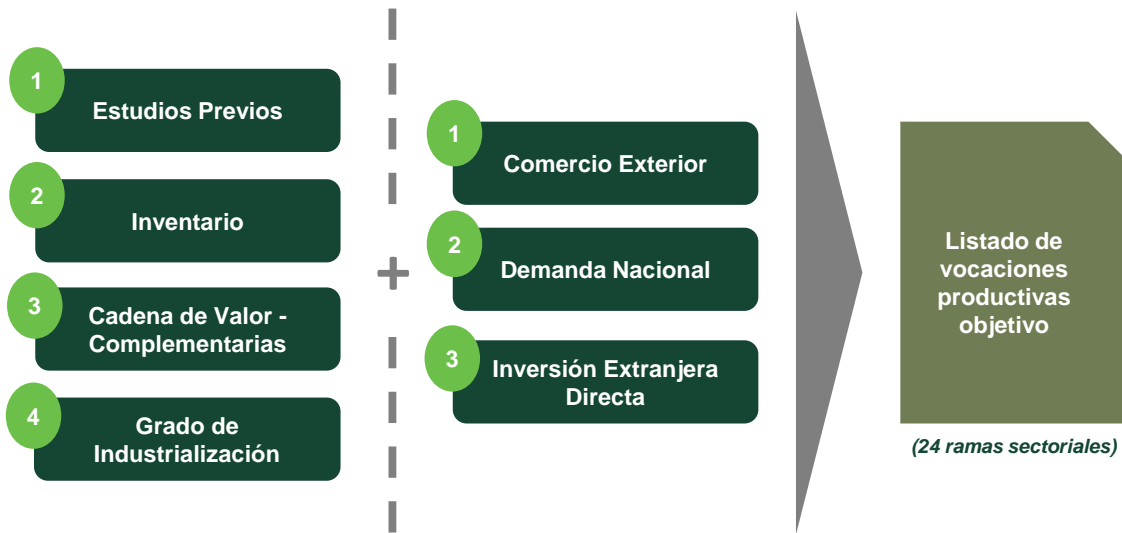 1
Estudios Previos
2
Inventario
3
Cadena de Valor -
Complementarias
4
Grado de
Industrialización
+
1
Comercio Exterior
2
Demanda Nacional
3
Inversión Extranjera
Directa
Listado de
vocaciones
productivas
objetivo
(24 ramas sectoriales)